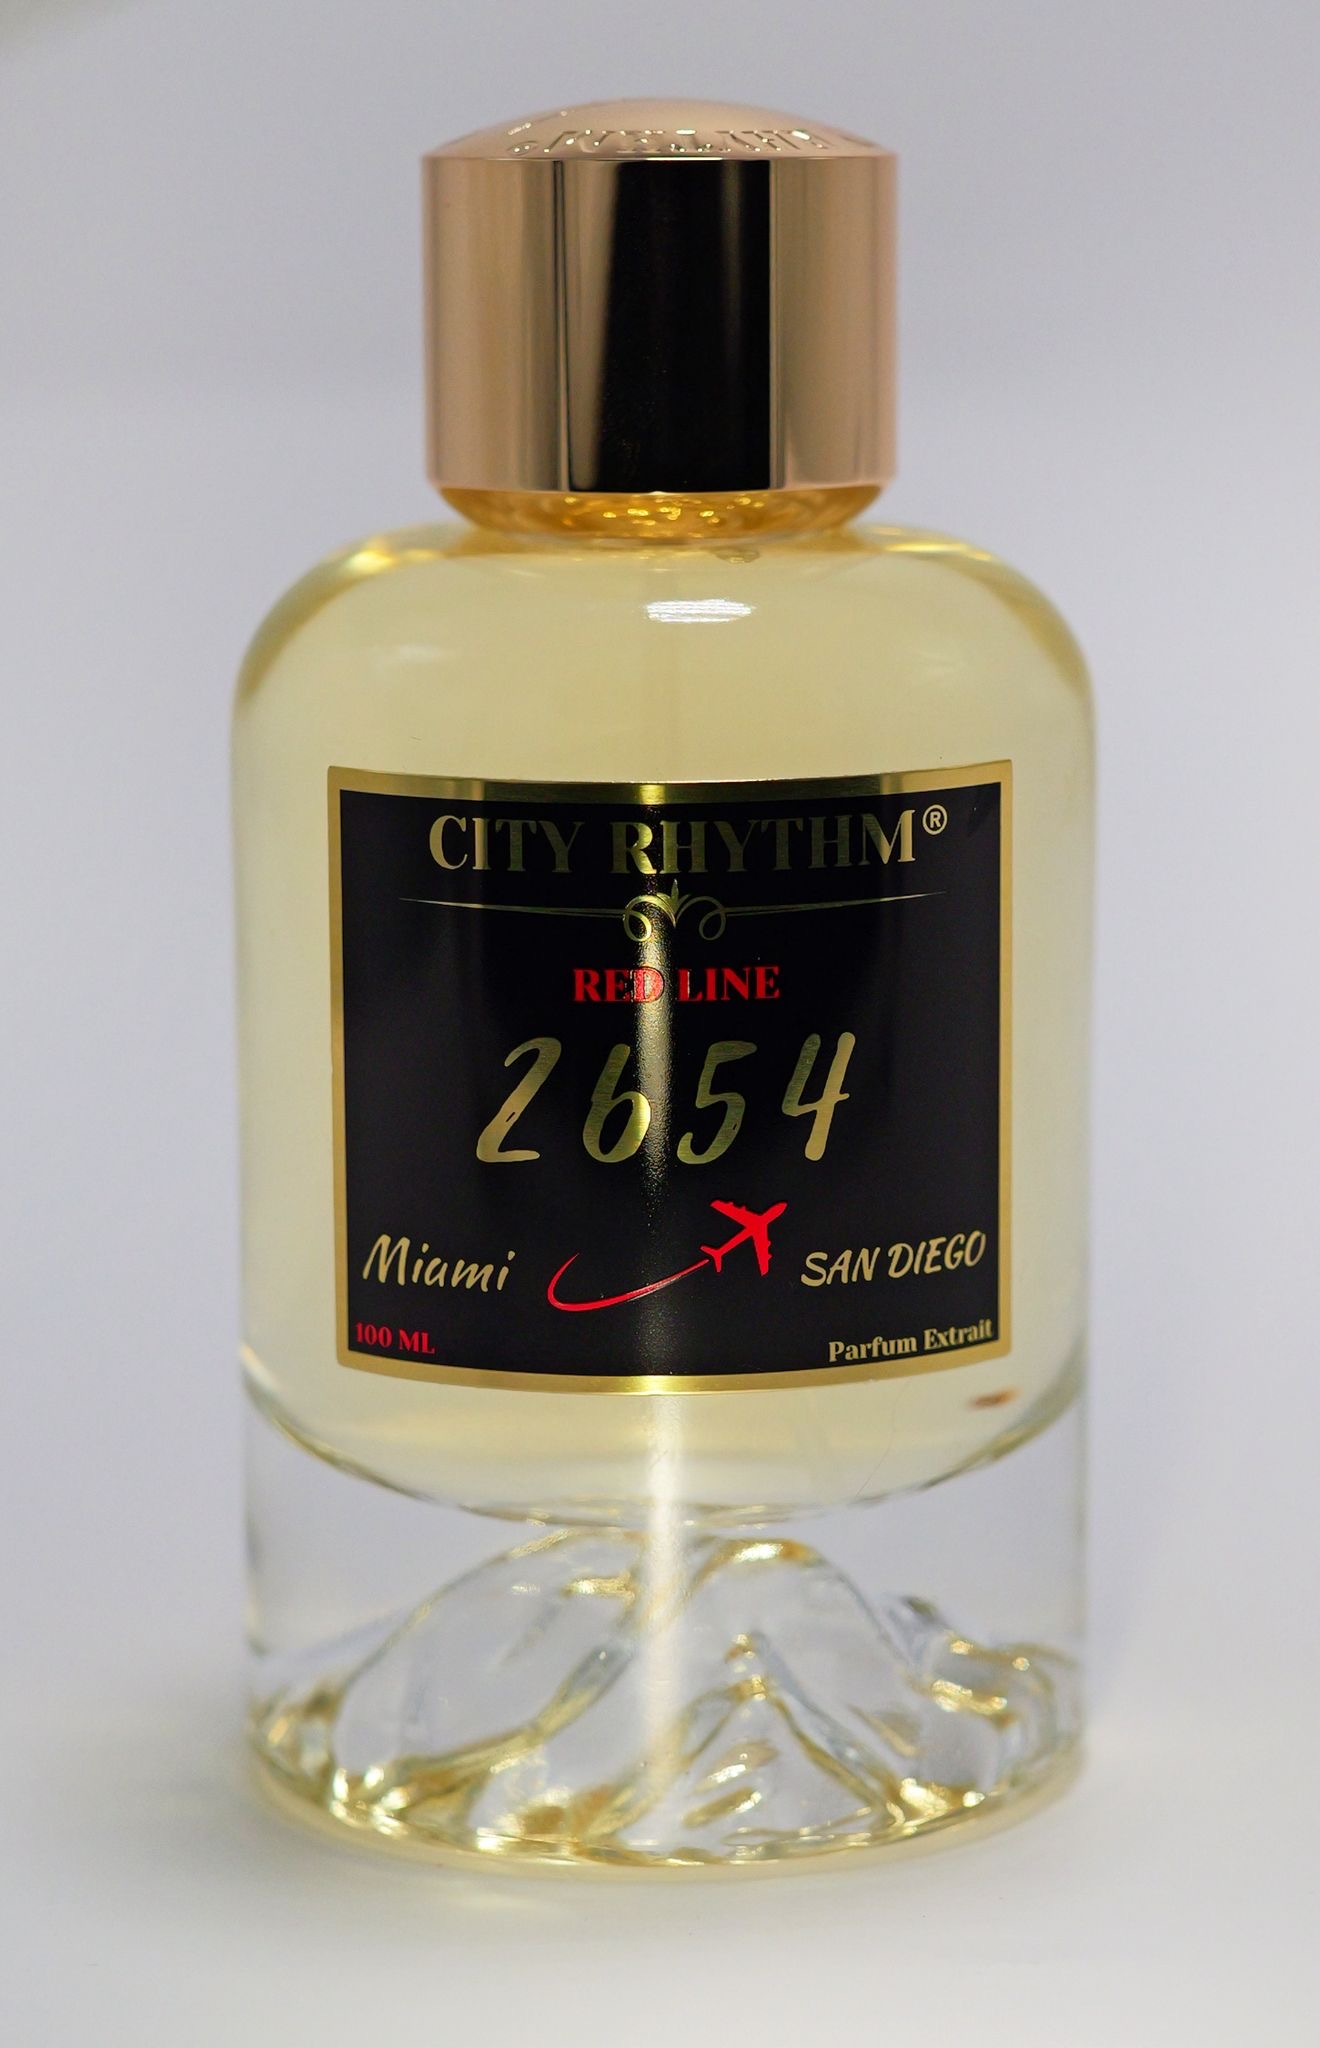 CITY RHYTHM®
RED LINE
2654
Miami SAN DIEGO
100 ML Parfum Extrait